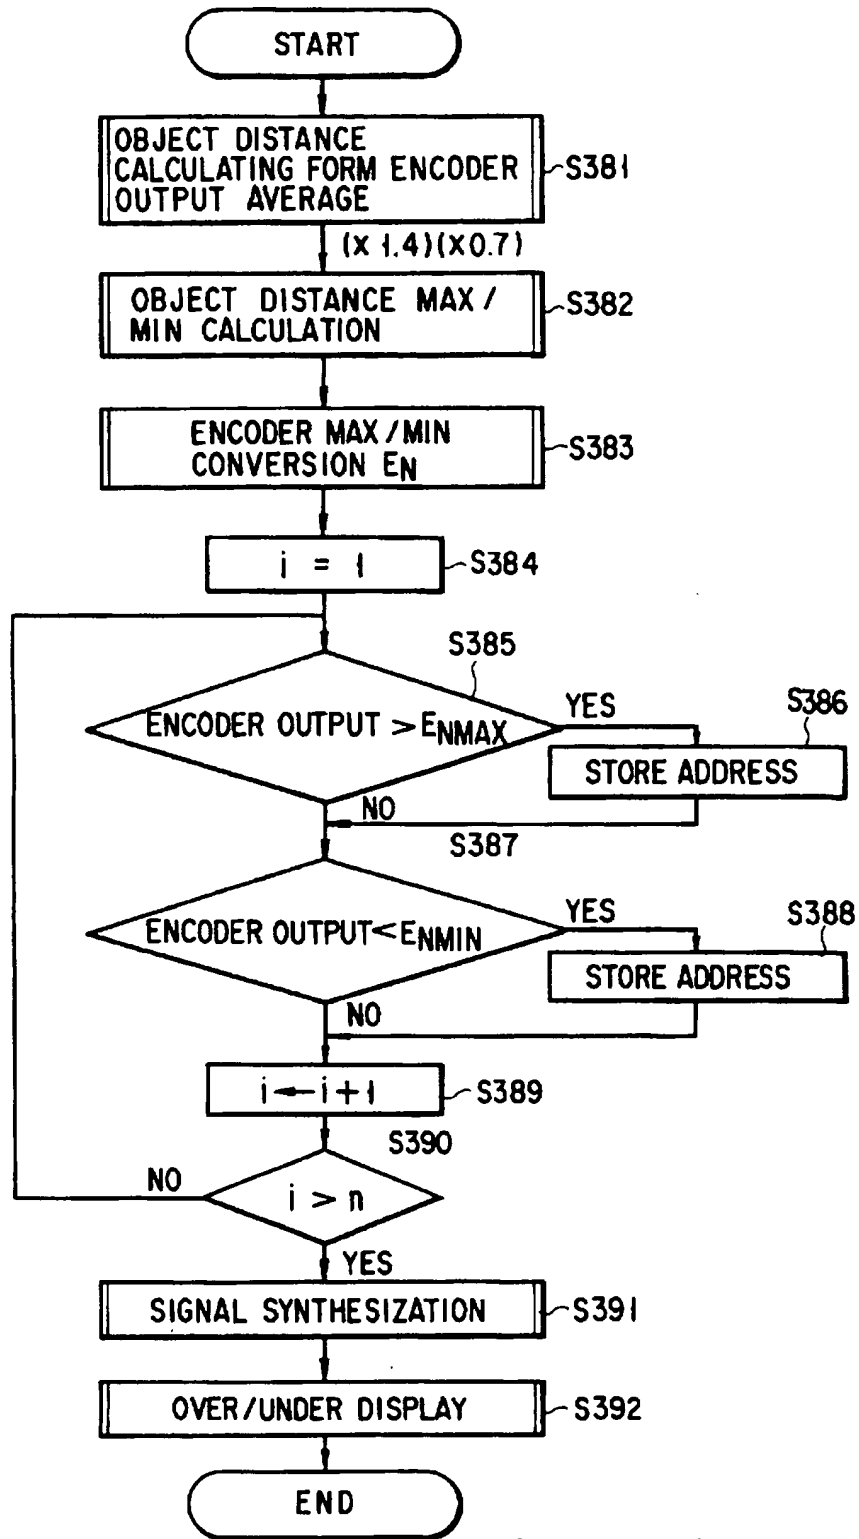 START
OBJECT DISTANCE
CALCULATING FORM ENCODER
OUTPUT AVERAGE
S381
(X 1.4)(X0.7)
OBJECT DISTANCE MAX/
MIN CALCULATION
S382
ENCODER MAX/MIN
CONVERSION EN
S383
i = 1
S384
S385
ENCODER OUTPUT > ENMAX
YES
S386
STORE ADDRESS
NO
S387
ENCODER OUTPUT < ENMIN
YES
S388
STORE ADDRESS
NO
i ← i + 1
S389
S390
NO
i > n
YES
SIGNAL SYNTHESIZATION
S391
OVER/UNDER DISPLAY
S392
END